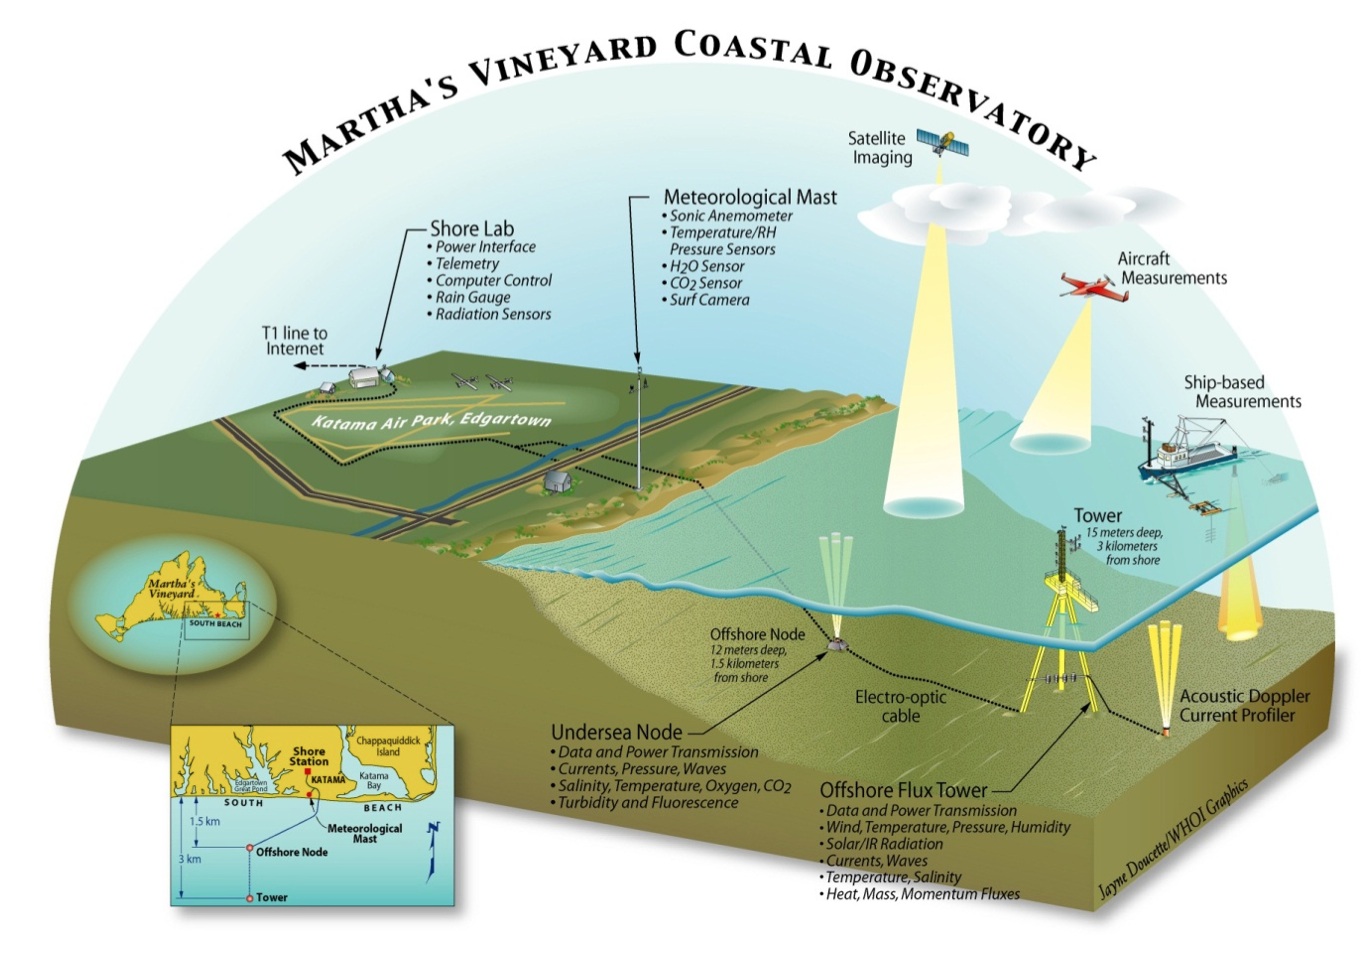 MARTHA'S VINEYARD COASTAL OBSERVATORY
Satellite
Imaging
Meteorological Mast
• Sonic Anemometer
• Temperature/RH
Pressure Sensors
• H2O Sensor
• CO2 Sensor
• Surf Camera
Shore Lab
• Power Interface
• Telemetry
• Computer Control
• Rain Gauge
• Radiation Sensors
Aircraft
Measurements
T1 line to
Internet
Ship-based
Measurements
Katama Air Park, Edgartown
Tower
15 meters deep,
3 kilometers
from shore
Martha's
Vineyard
SOUTH BEACH
Offshore Node
12 meters deep,
1.5 kilometers
from shore
Electro-optic
cable
Acoustic Doppler
Current Profiler
Undersea Node
• Data and Power Transmission
• Currents, Pressure, Waves
• Salinity, Temperature, Oxygen, CO2
• Turbidity and Fluorescence
Offshore Flux Tower
• Data and Power Transmission
• Wind, Temperature, Pressure, Humidity
• Solar/IR Radiation
• Currents, Waves
• Temperature, Salinity
• Heat, Mass, Momentum Fluxes
Chappaquiddick
Island
Shore
Station
KATAMA
Katama
Bay
Edgartown
Great Pond
SOUTH BEACH
1.5 km
Meteorological
Mast
N
Offshore Node
3 km
Tower
Jayne Doucette/WHOI Graphics